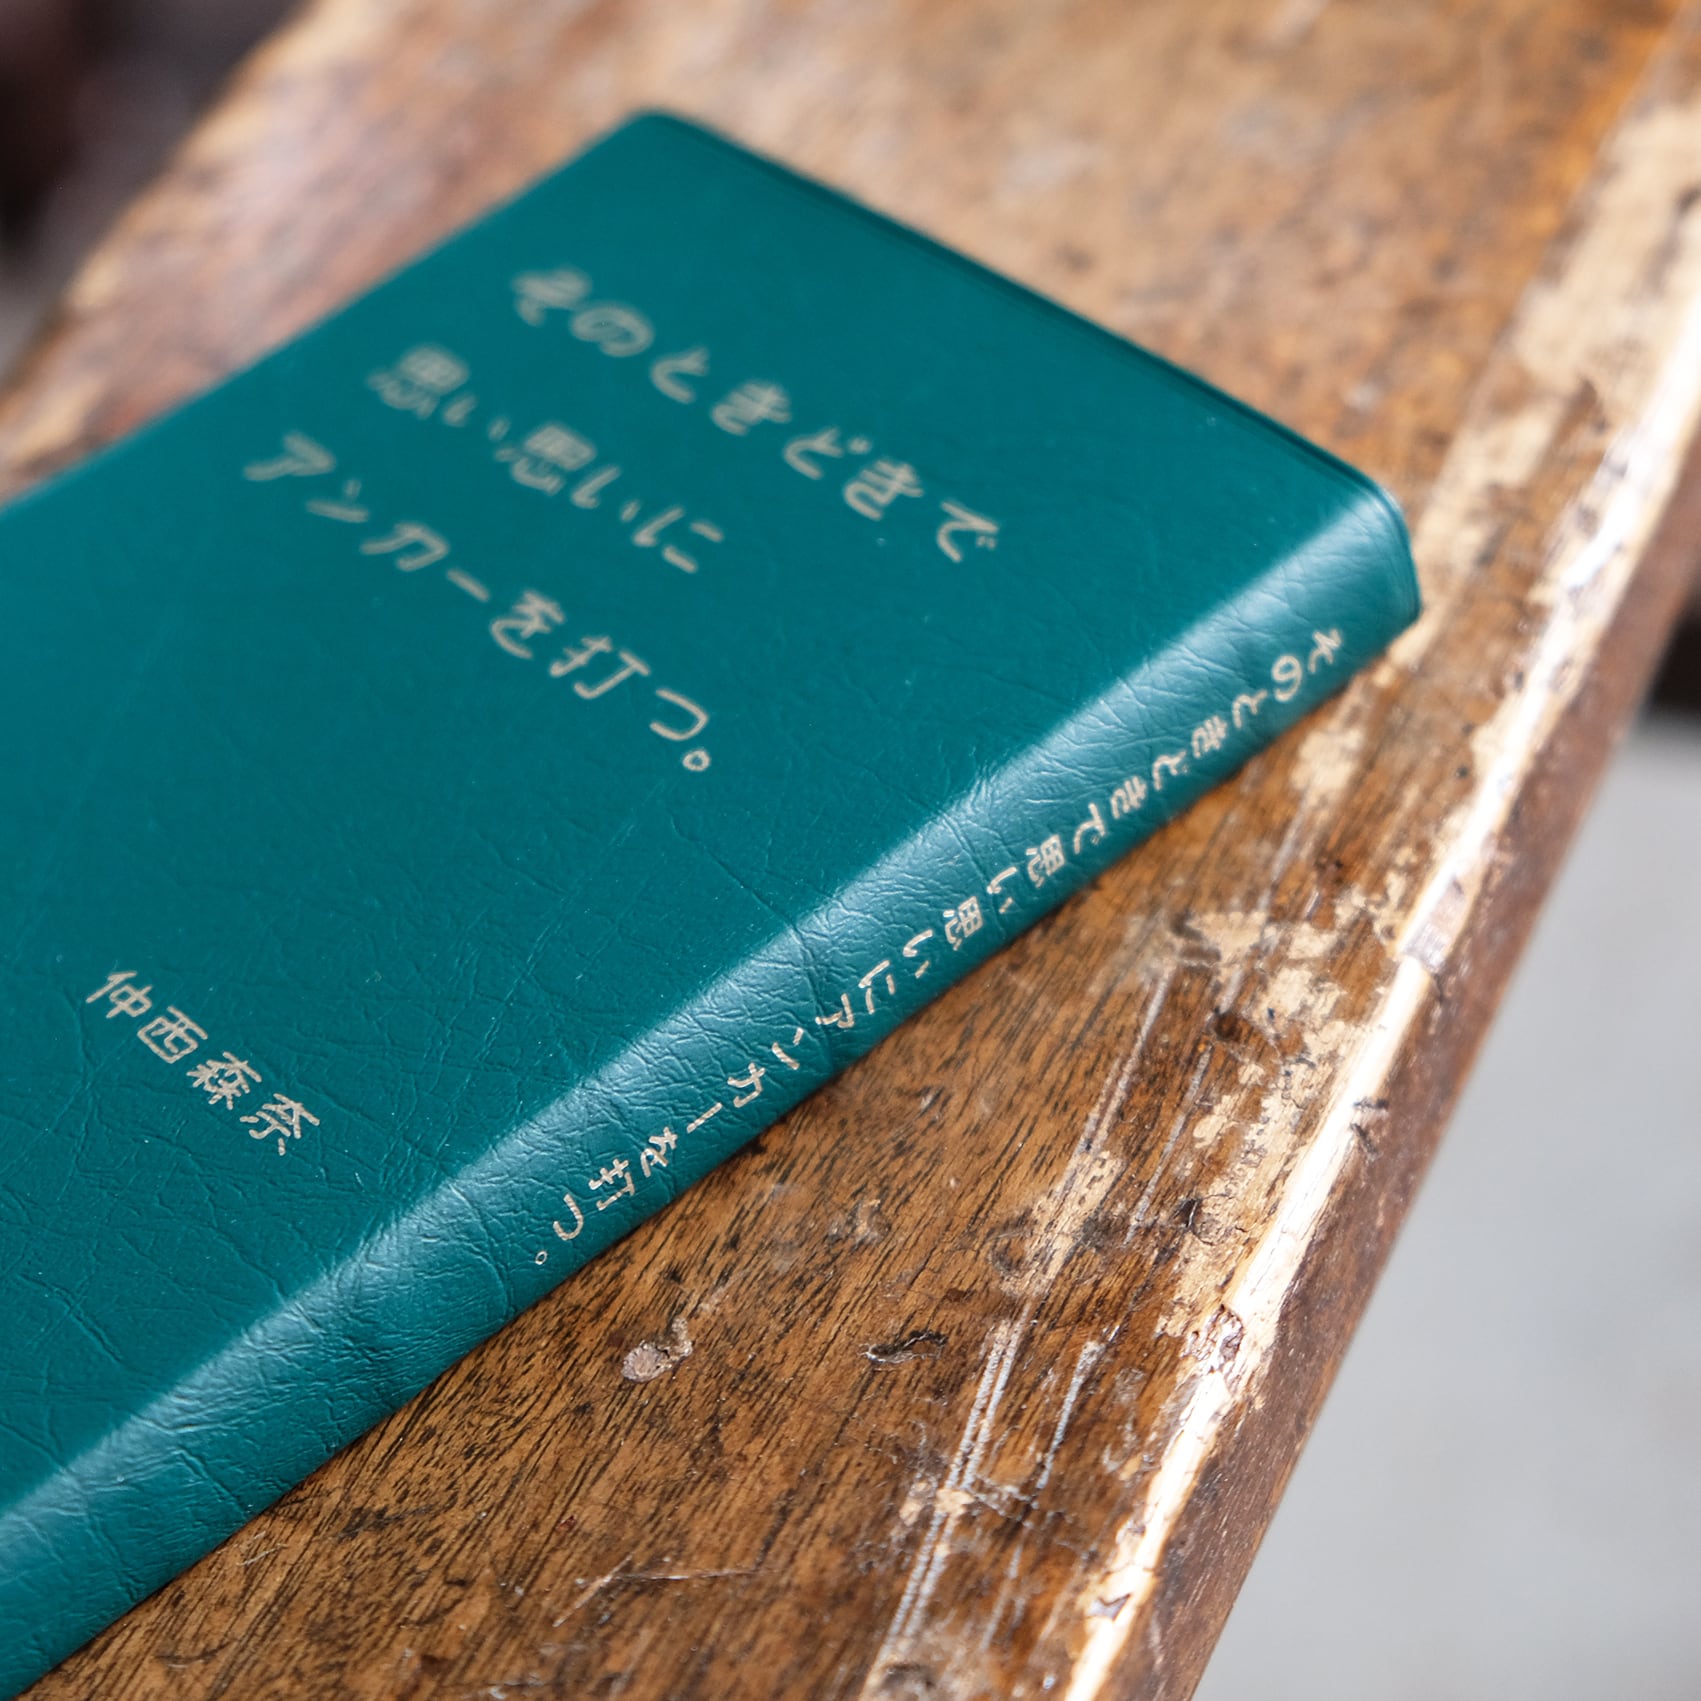 そのときどきで
思い思いに
アンカーを打つ。
仲西森奈
そのときどきで思い思いにアンカーを打つ。